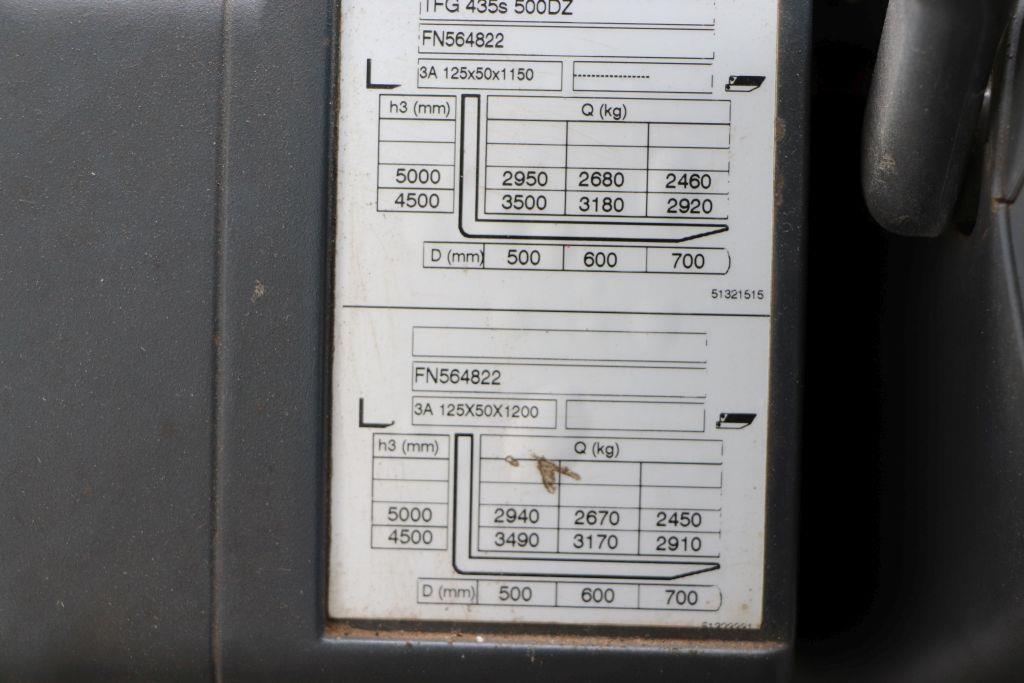 TFG 435s 500DZ
FN564822
3A 125x50x1150 ---------------
h3 (mm) Q (kg)
5000 2950 2680 2460
4500 3500 3180 2920
D (mm) 500 600 700
51321515
FN564822
3A 125X50X1200
h3 (mm) Q (kg)
5000 2940 2670 2450
4500 3490 3170 2910
D (mm) 500 600 700